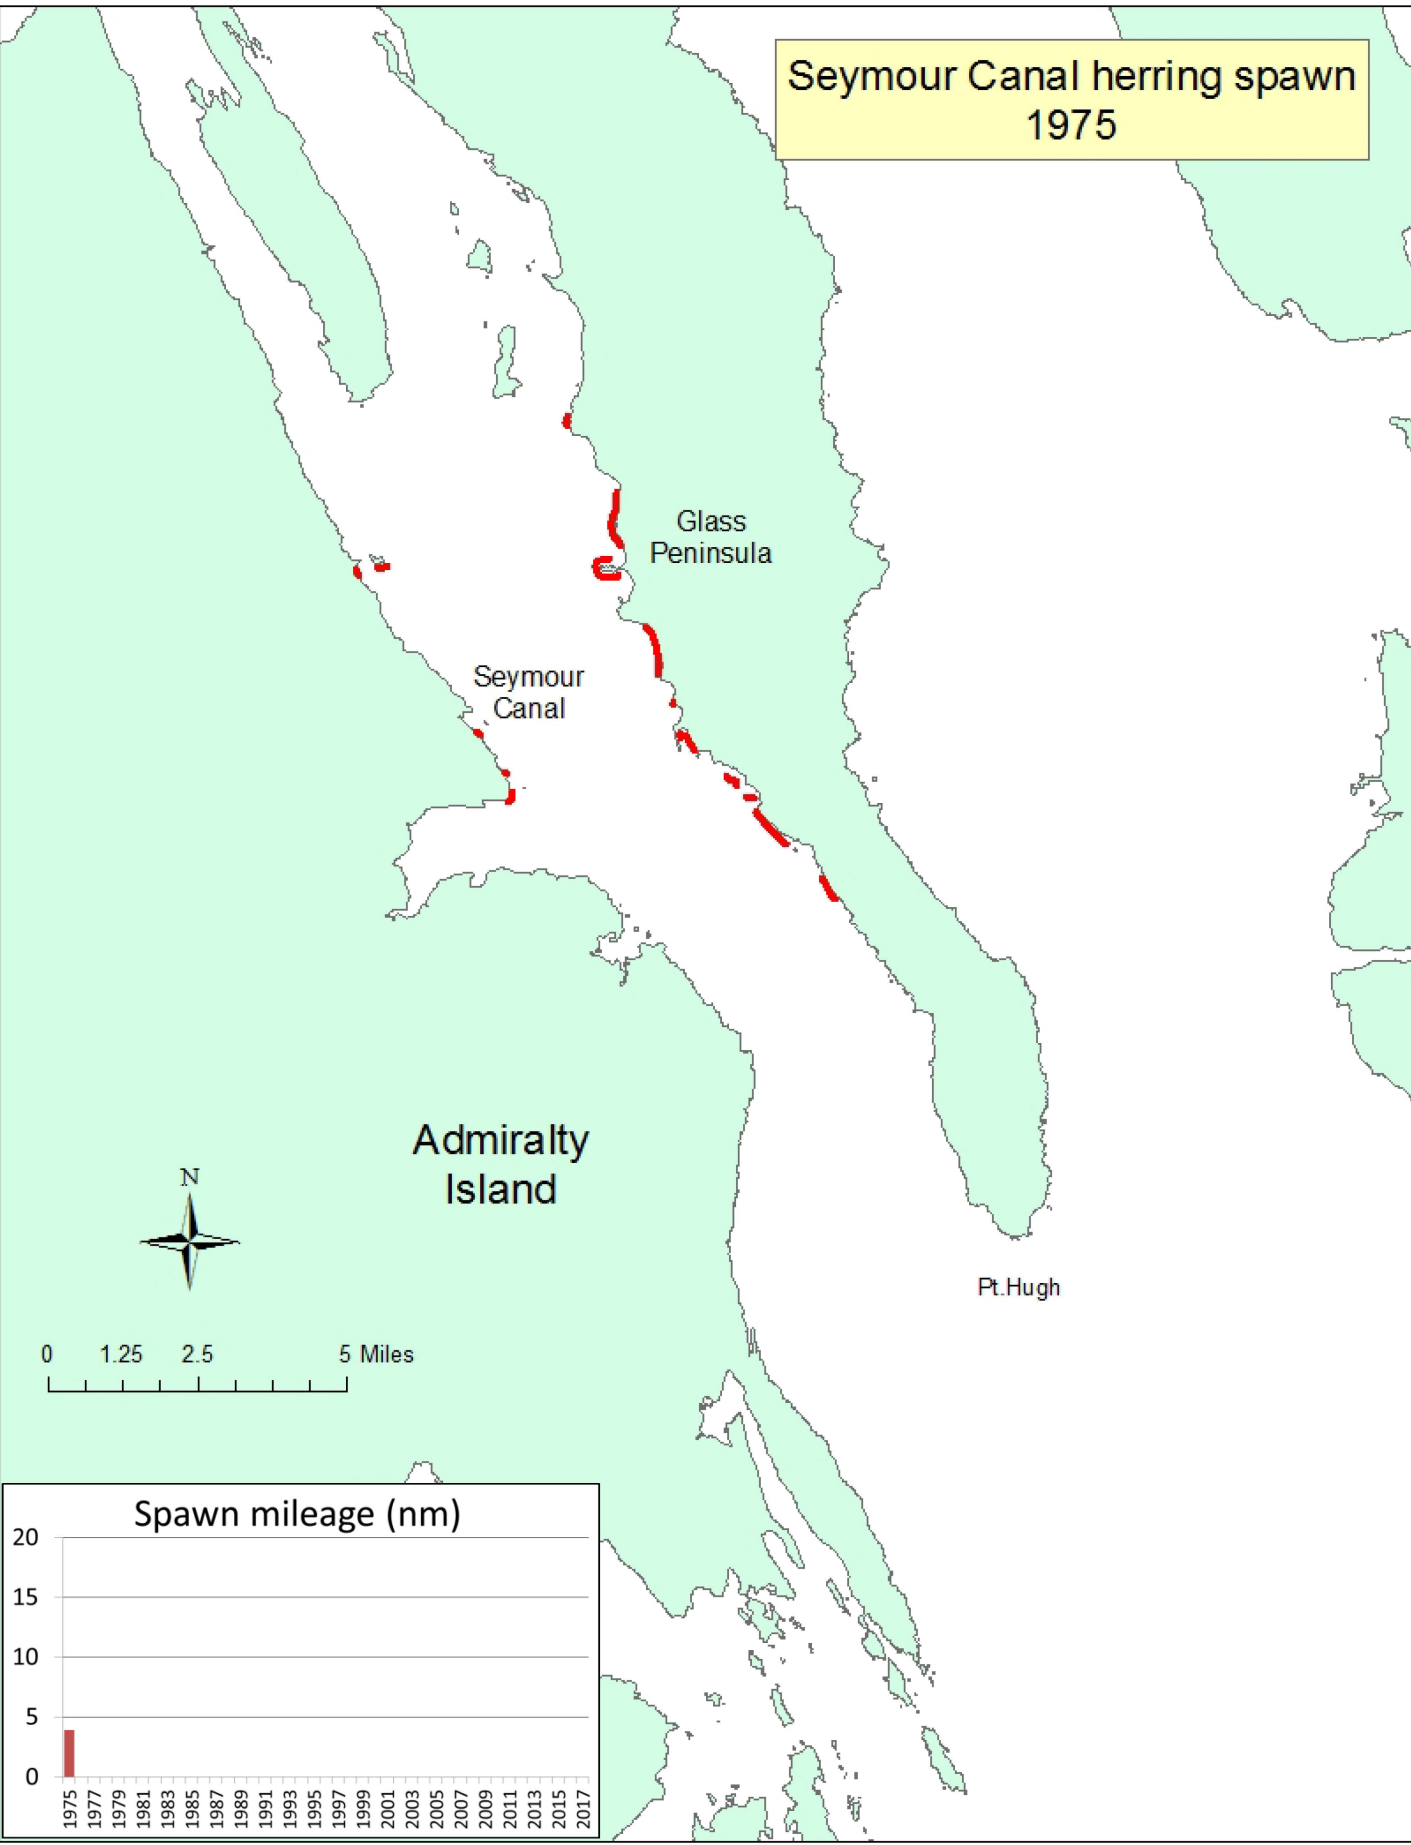 Seymour Canal herring spawn
1975
Glass
Peninsula
Seymour
Canal
Admiralty
Island
N
Pt.Hugh
0 1.25 2.5 5 Miles
Spawn mileage (nm)
20
15
10
5
0
1975 1977 1979 1981 1983 1985 1987 1989 1991 1993 1995 1997 1999 2001 2003 2005 2007 2009 2011 2013 2015 2017